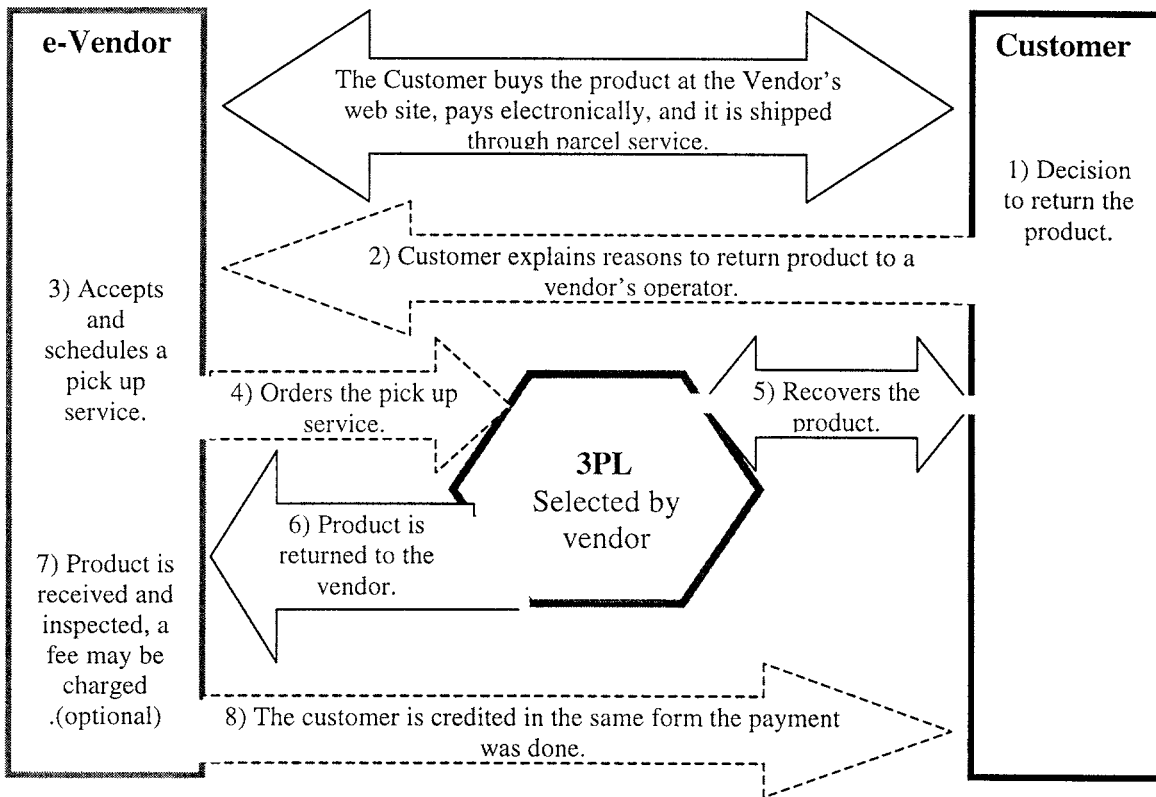 e-Vendor
Customer
The Customer buys the product at the Vendor's
web site, pays electronically, and it is shipped
through parcel service.
1) Decision
to return the
product.
2) Customer explains reasons to return product to a
vendor's operator.
3) Accepts
and
schedules a
pick up
service.
4) Orders the pick up
service.
5) Recovers the
product.
3PL
Selected by
vendor
6) Product is
returned to the
vendor.
7) Product is
received and
inspected, a
fee may be
charged
.(optional)
8) The customer is credited in the same form the payment
was done.